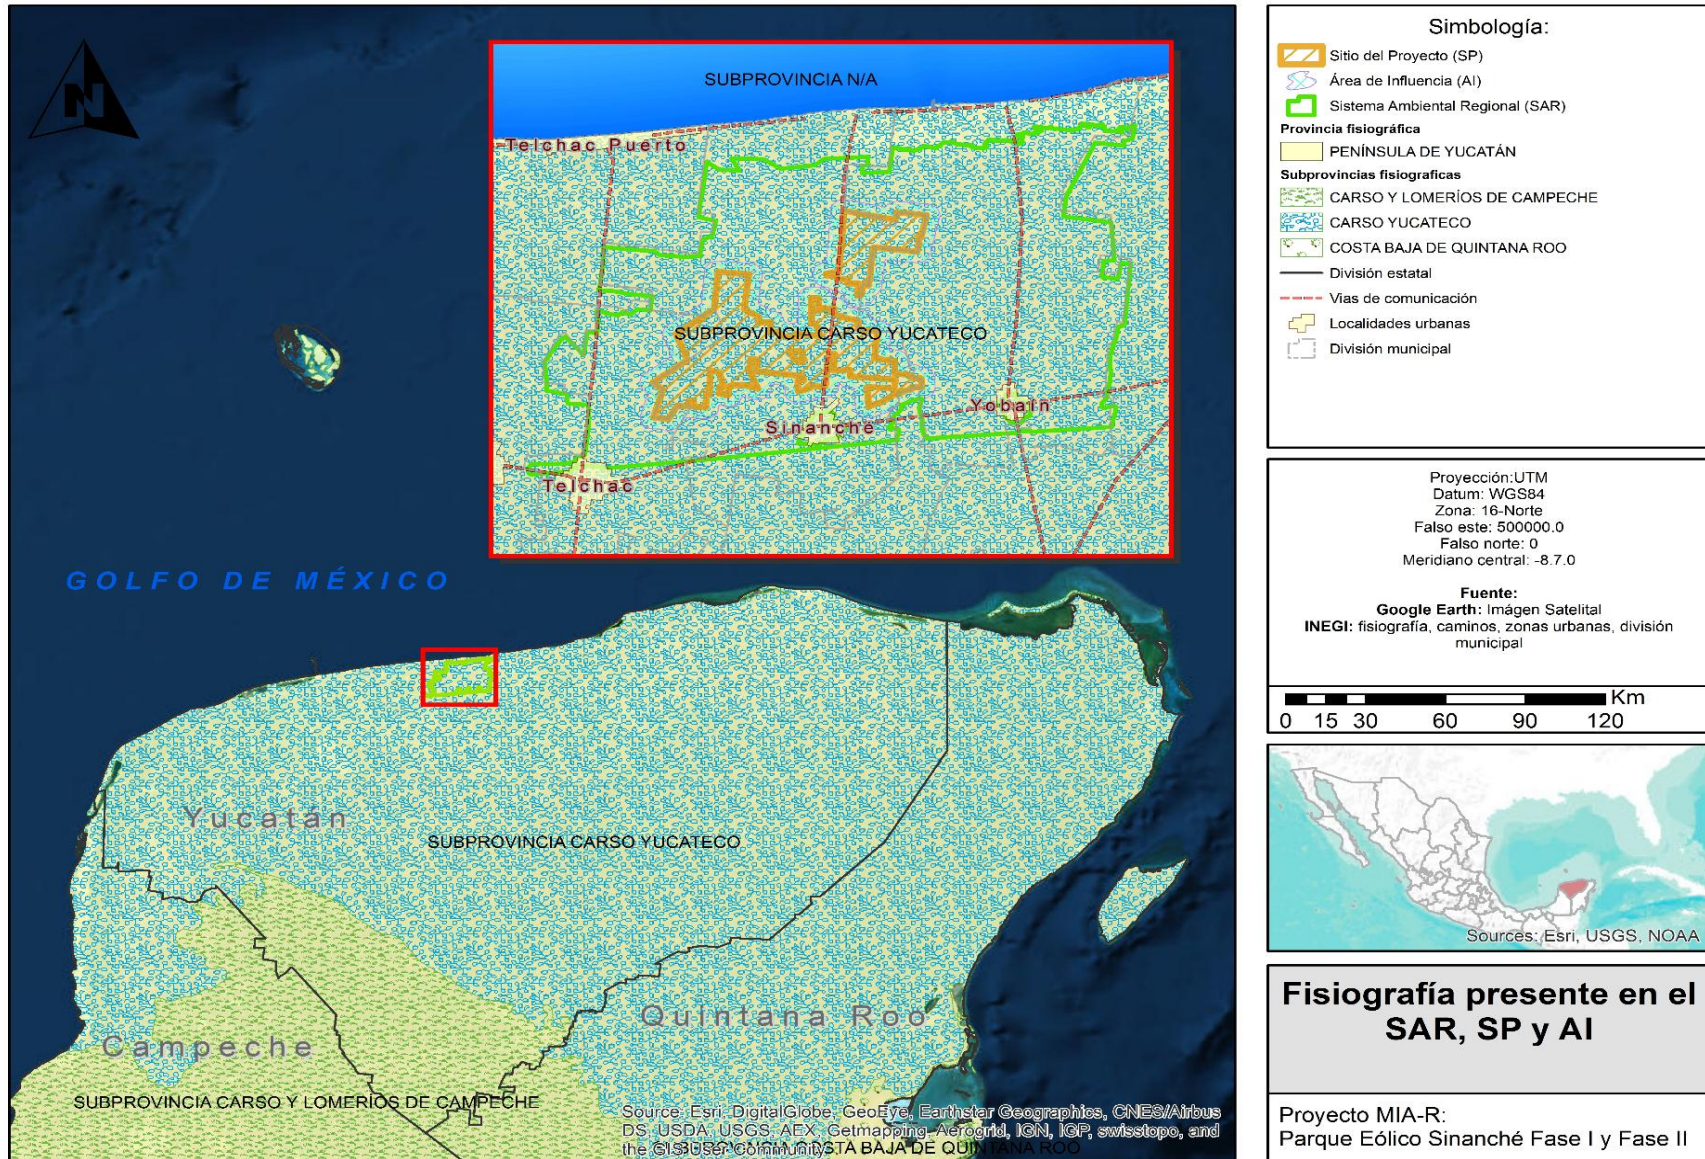 N
SUBPROVINCIA N/A
Telchac Puerto
SUBPROVINCIA CARSO YUCATECO
Yobaín
Sinanché
Telchac
GOLFO DE MÉXICO
Yucatán
SUBPROVINCIA CARSO YUCATECO
Quintana Roo
Campeche
SUBPROVINCIA CARSO Y LOMERÍOS DE CAMPECHE
Source: Esri, DigitalGlobe, GeoEye, Earthstar Geographics, CNES/Airbus
DS, USDA, USGS, AEX, Getmapping, Aerogrid, IGN, IGP, swisstopo, and
the GIS User Community
COSTA BAJA DE QUINTANA ROO
Simbología:
Sitio del Proyecto (SP)
Área de Influencia (AI)
Sistema Ambiental Regional (SAR)
Provincia fisiográfica
PENÍNSULA DE YUCATÁN
Subprovincias fisiograficas
CARSO Y LOMERÍOS DE CAMPECHE
CARSO YUCATECO
COSTA BAJA DE QUINTANA ROO
División estatal
Vias de comunicación
Localidades urbanas
División municipal
Proyección:UTM
Datum: WGS84
Zona: 16-Norte
Falso este: 500000.0
Falso norte: 0
Meridiano central: -8.7.0
Fuente:
Google Earth: Imágen Satelital
INEGI: fisiografía, caminos, zonas urbanas, división
municipal
Km
0 15 30 60 90 120
Sources: Esri, USGS, NOAA
Fisiografía presente en el
SAR, SP y AI
Proyecto MIA-R:
Parque Eólico Sinanché Fase I y Fase II